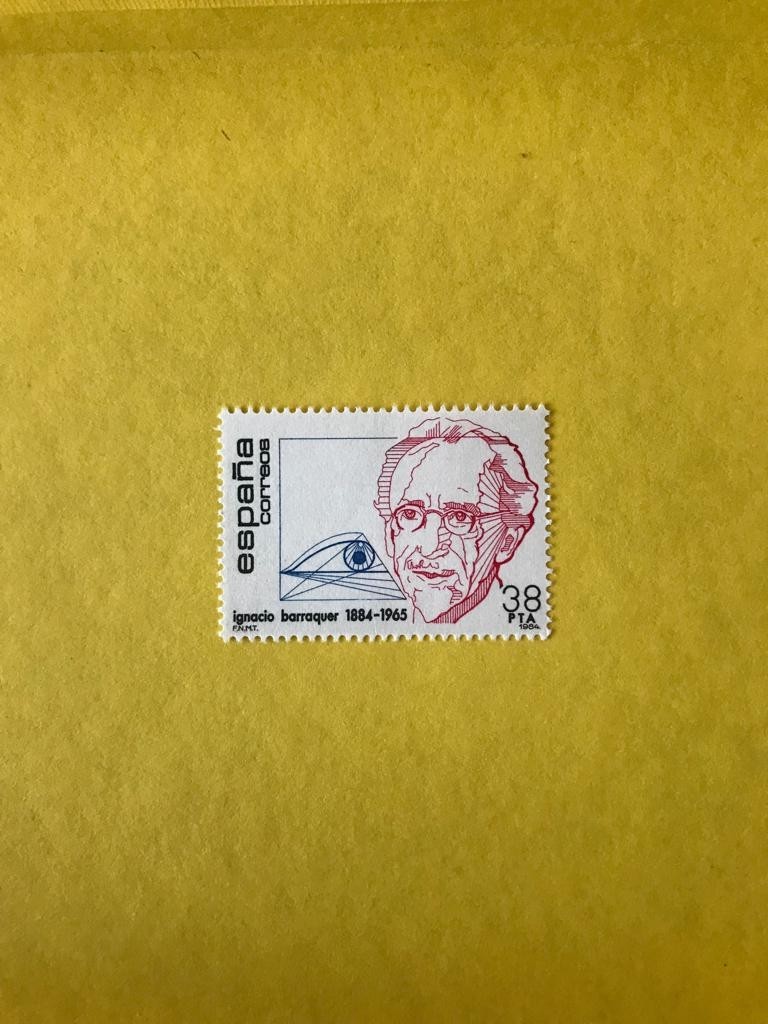 españa
correos
ignacio barraquer 1884-1965
F.N.M.T.
38
PTA
1984.